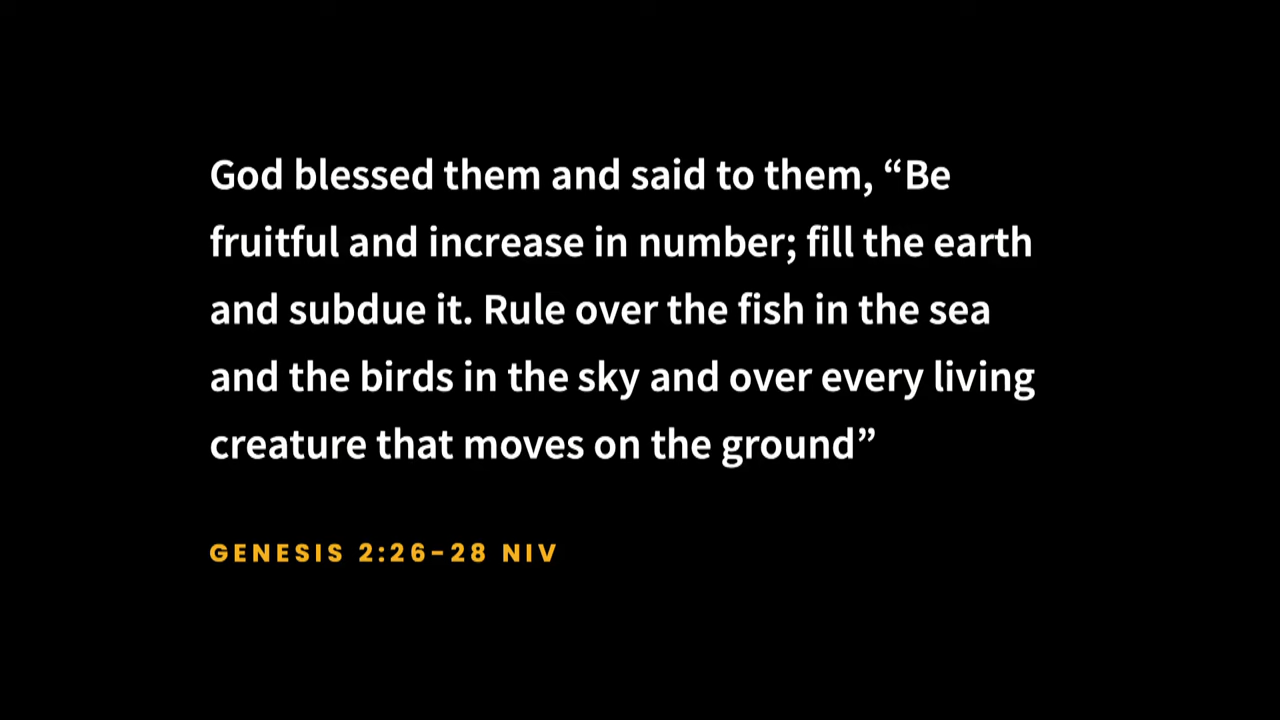 God blessed them and said to them, “Be
fruitful and increase in number; fill the earth
and subdue it. Rule over the fish in the sea
and the birds in the sky and over every living
creature that moves on the ground”
GENESIS 2:26–28 NIV